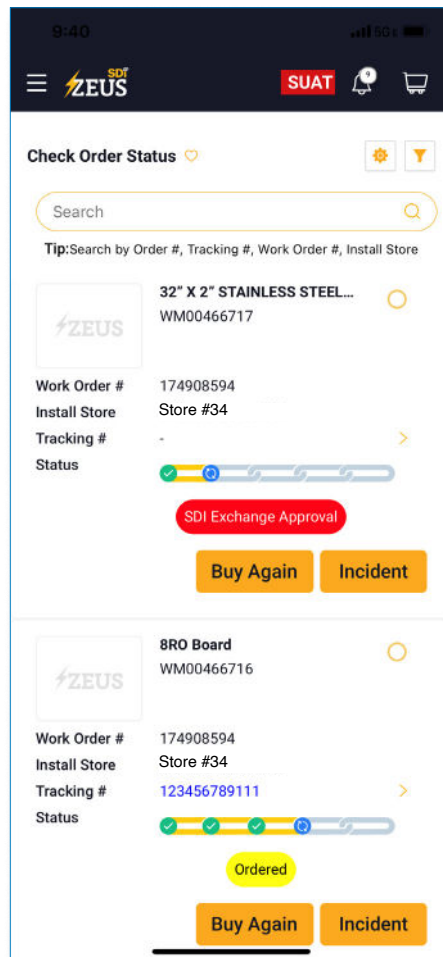 9:40
5G
SDI
ZEUS
SUAT
Check Order Status
Search
Tip:Search by Order #, Tracking #, Work Order #, Install Store
32" X 2" STAINLESS STEEL...
WM00466717
ZEUS
Work Order # 174908594
Install Store Store #34
Tracking # -
Status
SDI Exchange Approval
Buy Again Incident
8RO Board
WM00466716
ZEUS
Work Order # 174908594
Install Store Store #34
Tracking # 123456789111
Status
Ordered
Buy Again Incident